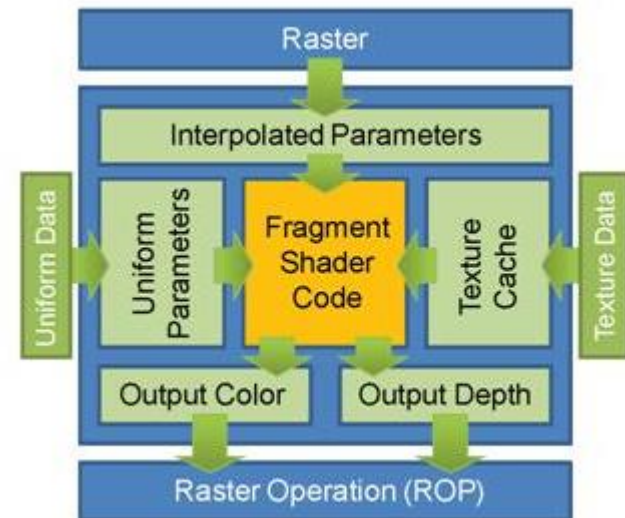 Raster
Interpolated Parameters
Uniform Data
Uniform
Parameters
Fragment
Shader
Code
Texture
Cache
Texture Data
Output Color
Output Depth
Raster Operation (ROP)